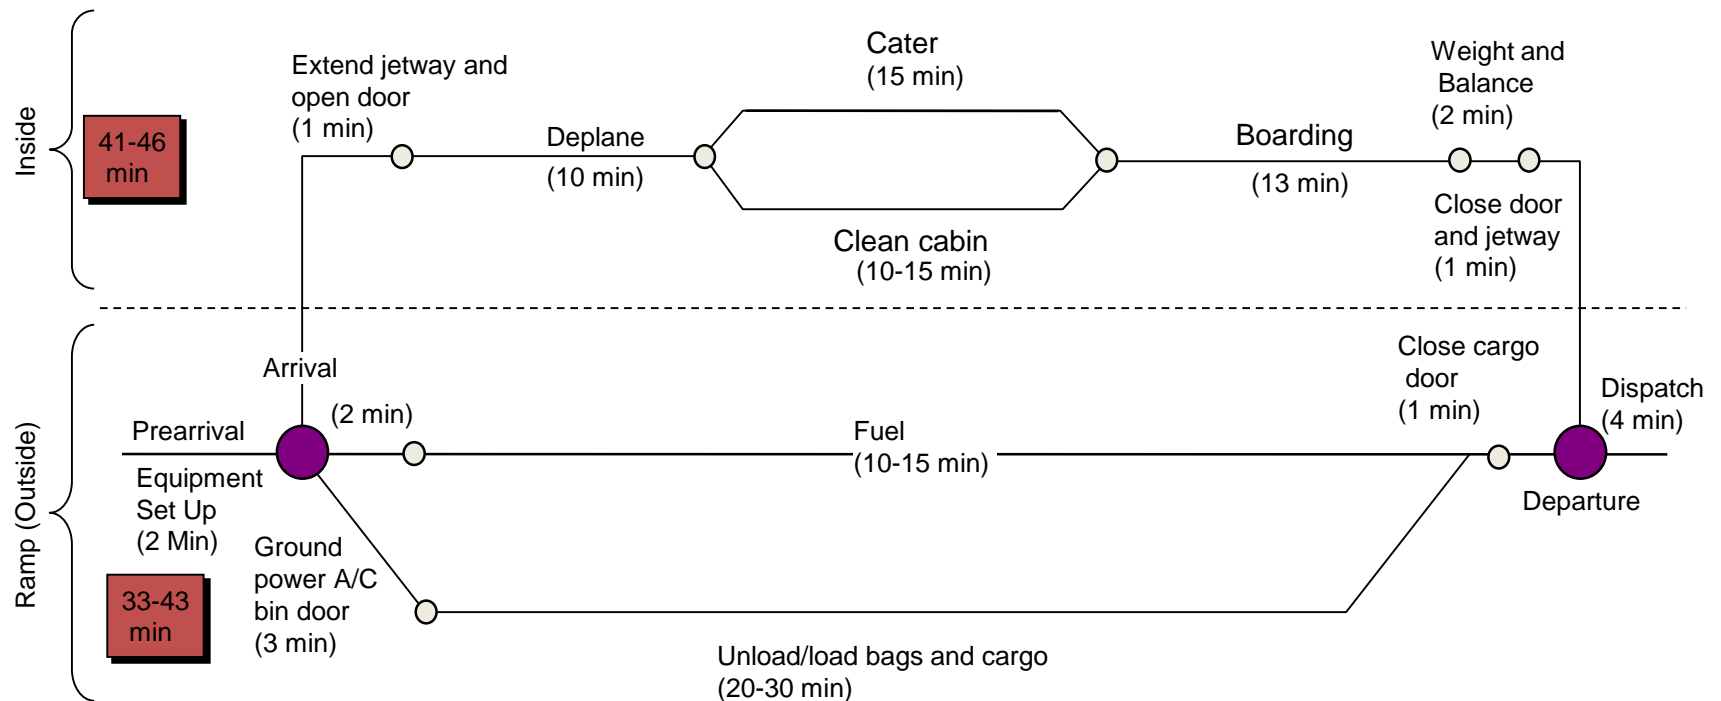 Inside
41-46
min
Extend jetway and
open door
(1 min)
Deplane
(10 min)
Cater
(15 min)
Clean cabin
(10-15 min)
Boarding
(13 min)
Weight and
Balance
(2 min)
Close door
and jetway
(1 min)
Ramp (Outside)
Arrival
Prearrival
Equipment
Set Up
(2 Min)
33-43
min
(2 min)
Ground
power A/C
bin door
(3 min)
Fuel
(10-15 min)
Unload/load bags and cargo
(20-30 min)
Close cargo
door
(1 min)
Dispatch
(4 min)
Departure